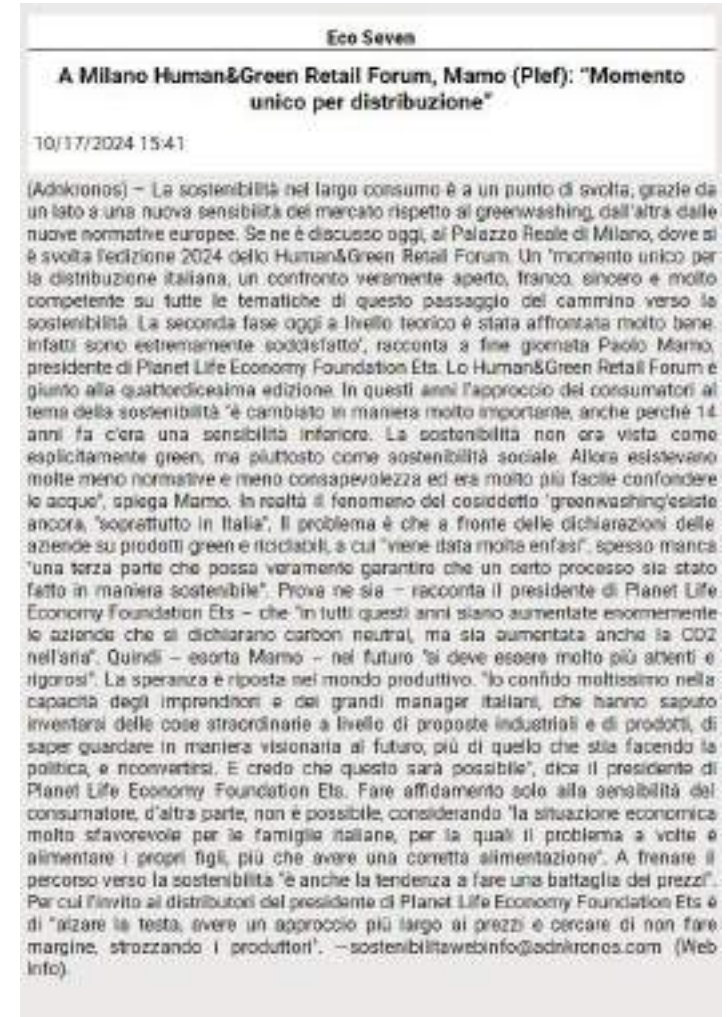 Eco Seven
A Milano Human&Green Retail Forum, Mamo (Plef): "Momento
unico per distribuzione"
10/17/2024 15:41
(Adnkronos) – La sostenibilità nel largo consumo è a un punto di svolta, grazie da
un lato a una nuova sensibilità del mercato rispetto al greenwashing, dall'altra dalle
nuove normative europee. Se ne è discusso oggi, al Palazzo Reale di Milano, dove si
è svolta l'edizione 2024 dello Human&Green Retail Forum. Un "momento unico per
la distribuzione italiana, un confronto veramente aperto, franco, sincero e molto
competente su tutte le tematiche di questo passaggio del cammino verso la
sostenibilità. La seconda fase oggi a livello teorico è stata affrontata molto bene.
Infatti sono estremamente soddisfatto", racconta a fine giornata Paolo Mamo,
presidente di Planet Life Economy Foundation Ets. Lo Human&Green Retail Forum è
giunto alla quattordicesima edizione. In questi anni l'approccio dei consumatori al
tema della sostenibilità "è cambiato in maniera molto importante, anche perché 14
anni fa c'era una sensibilità inferiore. La sostenibilità non era vista come
esplicitamente green, ma piuttosto come sostenibilità sociale. Allora esistevano
molte meno normative e meno consapevolezza ed era molto più facile confondere
le acque", spiega Mamo. In realtà il fenomeno del cosiddetto 'greenwashing'esiste
ancora, "soprattutto in Italia". Il problema è che a fronte delle dichiarazioni delle
aziende su prodotti green e riciclabili, a cui "viene data molta enfasi", spesso manca
"una terza parte che possa veramente garantire che un certo processo sia stato
fatto in maniera sostenibile". Prova ne sia – racconta il presidente di Planet Life
Economy Foundation Ets – che "in tutti questi anni siano aumentate enormemente
le aziende che si dichiarano carbon neutral, ma sia aumentata anche la CO2
nell'aria". Quindi – esorta Mamo – nel futuro "si deve essere molto più attenti e
rigorosi". La speranza è riposta nel mondo produttivo. "Io confido moltissimo nella
capacità degli imprenditori e dei grandi manager italiani, che hanno saputo
inventarsi delle cose straordinarie a livello di proposte industriali e di prodotti, di
saper guardare in maniera visionaria al futuro, più di quello che stia facendo la
politica, e riconvertirsi. E credo che questo sarà possibile", dice il presidente di
Planet Life Economy Foundation Ets. Fare affidamento solo alla sensibilità del
consumatore, d'altra parte, non è possibile, considerando "la situazione economica
molto sfavorevole per le famiglie italiane, per la quali il problema a volte è
alimentare i propri figli, più che avere una corretta alimentazione". A frenare il
percorso verso la sostenibilità "è anche la tendenza a fare una battaglia dei prezzi".
Per cui l'invito ai distributori del presidente di Planet Life Economy Foundation Ets è
di "alzare la testa, avere un approccio più largo ai prezzi e cercare di non fare
margine, strozzando i produttori". —sostenibilitawebinfo@adnkronos.com (Web
Info).